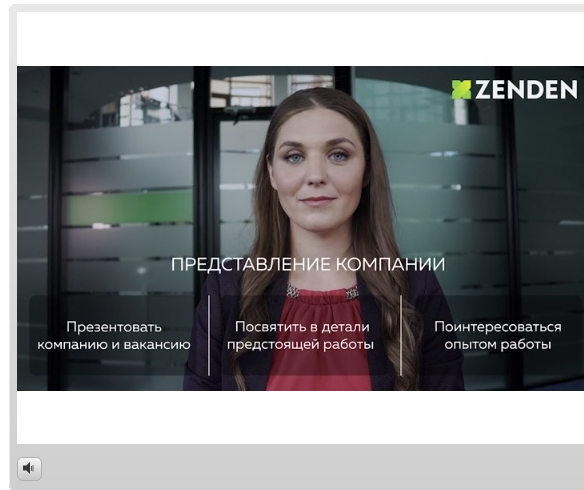 ZENDEN
ПРЕДСТАВЛЕНИЕ КОМПАНИИ
Презентовать
компанию и вакансию
Посвятить в детали
предстоящей работы
Поинтересоваться
опытом работы